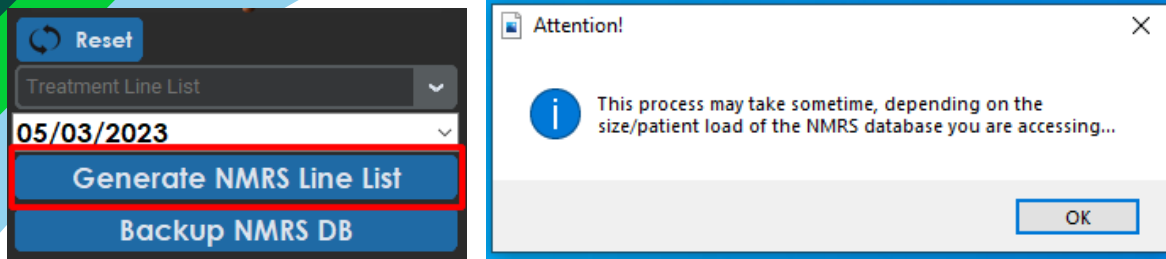 Reset
Treatment Line List
05/03/2023
Generate NMRS Line List
Backup NMRS DB
Attention!
This process may take sometime, depending on the
size/patient load of the NMRS database you are accessing...
OK